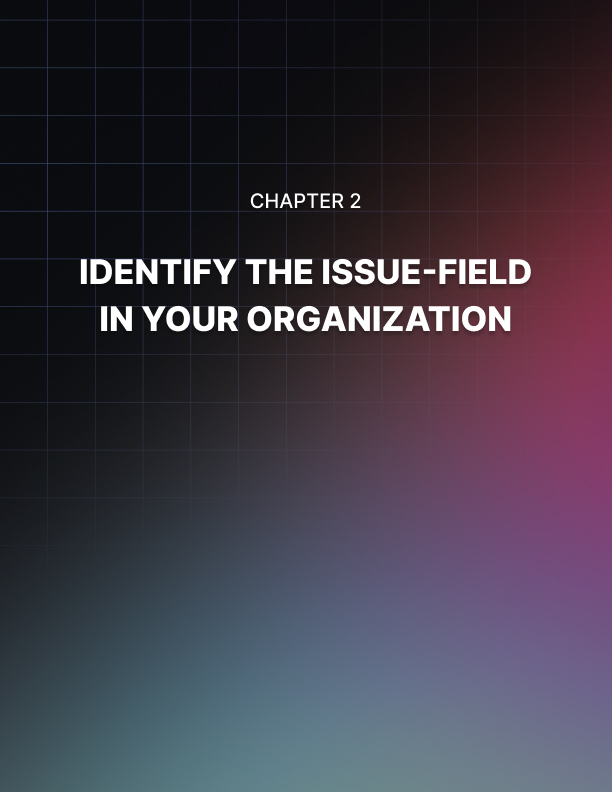 CHAPTER 2
IDENTIFY THE ISSUE-FIELD
IN YOUR ORGANIZATION